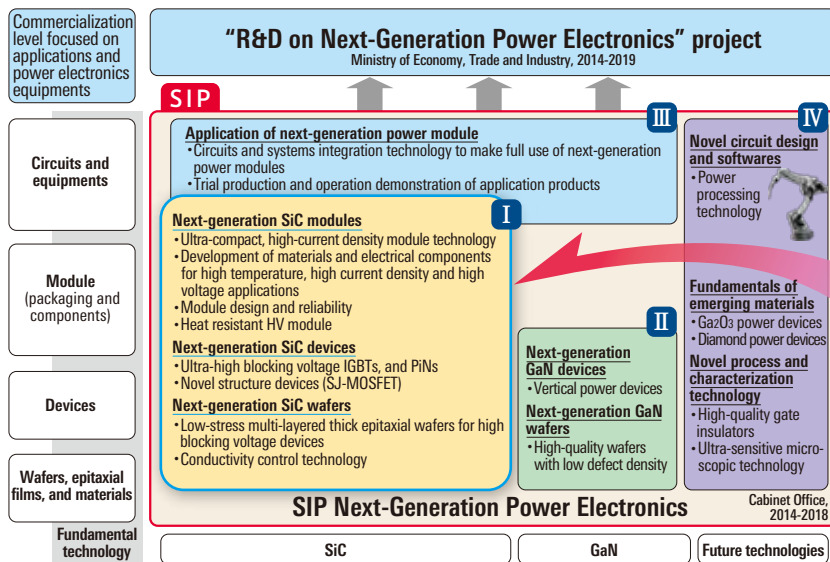 Commercialization
level focused on
applications and
power electronics
equipments
“R&D on Next-Generation Power Electronics” project
Ministry of Economy, Trade and Industry, 2014-2019
SIP
Circuits and
equipments
Module
(packaging and
components)
Devices
Wafers, epitaxial
films, and materials
Fundamental
technology
III
Application of next-generation power module
•Circuits and systems integration technology to make full use of next-generation
power modules
•Trial production and operation demonstration of application products
I
Next-generation SiC modules
•Ultra-compact, high-current density module technology
•Development of materials and electrical components
for high temperature, high current density and high
voltage applications
•Module design and reliability
•Heat resistant HV module
Next-generation SiC devices
•Ultra-high blocking voltage IGBTs, and PiNs
•Novel structure devices (SJ-MOSFET)
Next-generation SiC wafers
•Low-stress multi-layered thick epitaxial wafers for high
blocking voltage devices
•Conductivity control technology
II
Next-generation
GaN devices
•Vertical power devices
Next-generation GaN
wafers
•High-quality wafers
with low defect density
IV
Novel circuit design
and softwares
•Power
processing
technology
Fundamentals of
emerging materials
•Ga2O3 power devices
•Diamond power devices
Novel process and
characterization
technology
•High-quality gate
insulators
•Ultra-sensitive micro-
scopic technology
SIP Next-Generation Power Electronics
Cabinet Office,
2014-2018
SiC
GaN
Future technologies